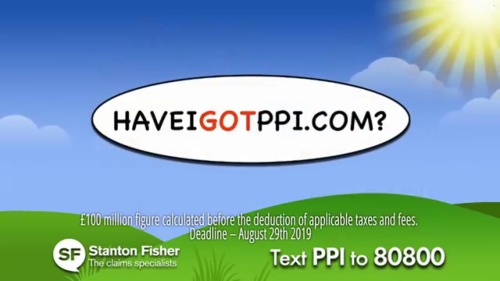 HAVEIGOTPPI.COM?
£100 million figure calculated before the deduction of applicable taxes and fees.
Deadline – August 29th 2019
SF
Stanton Fisher
The claims specialists
Text PPI to 80800